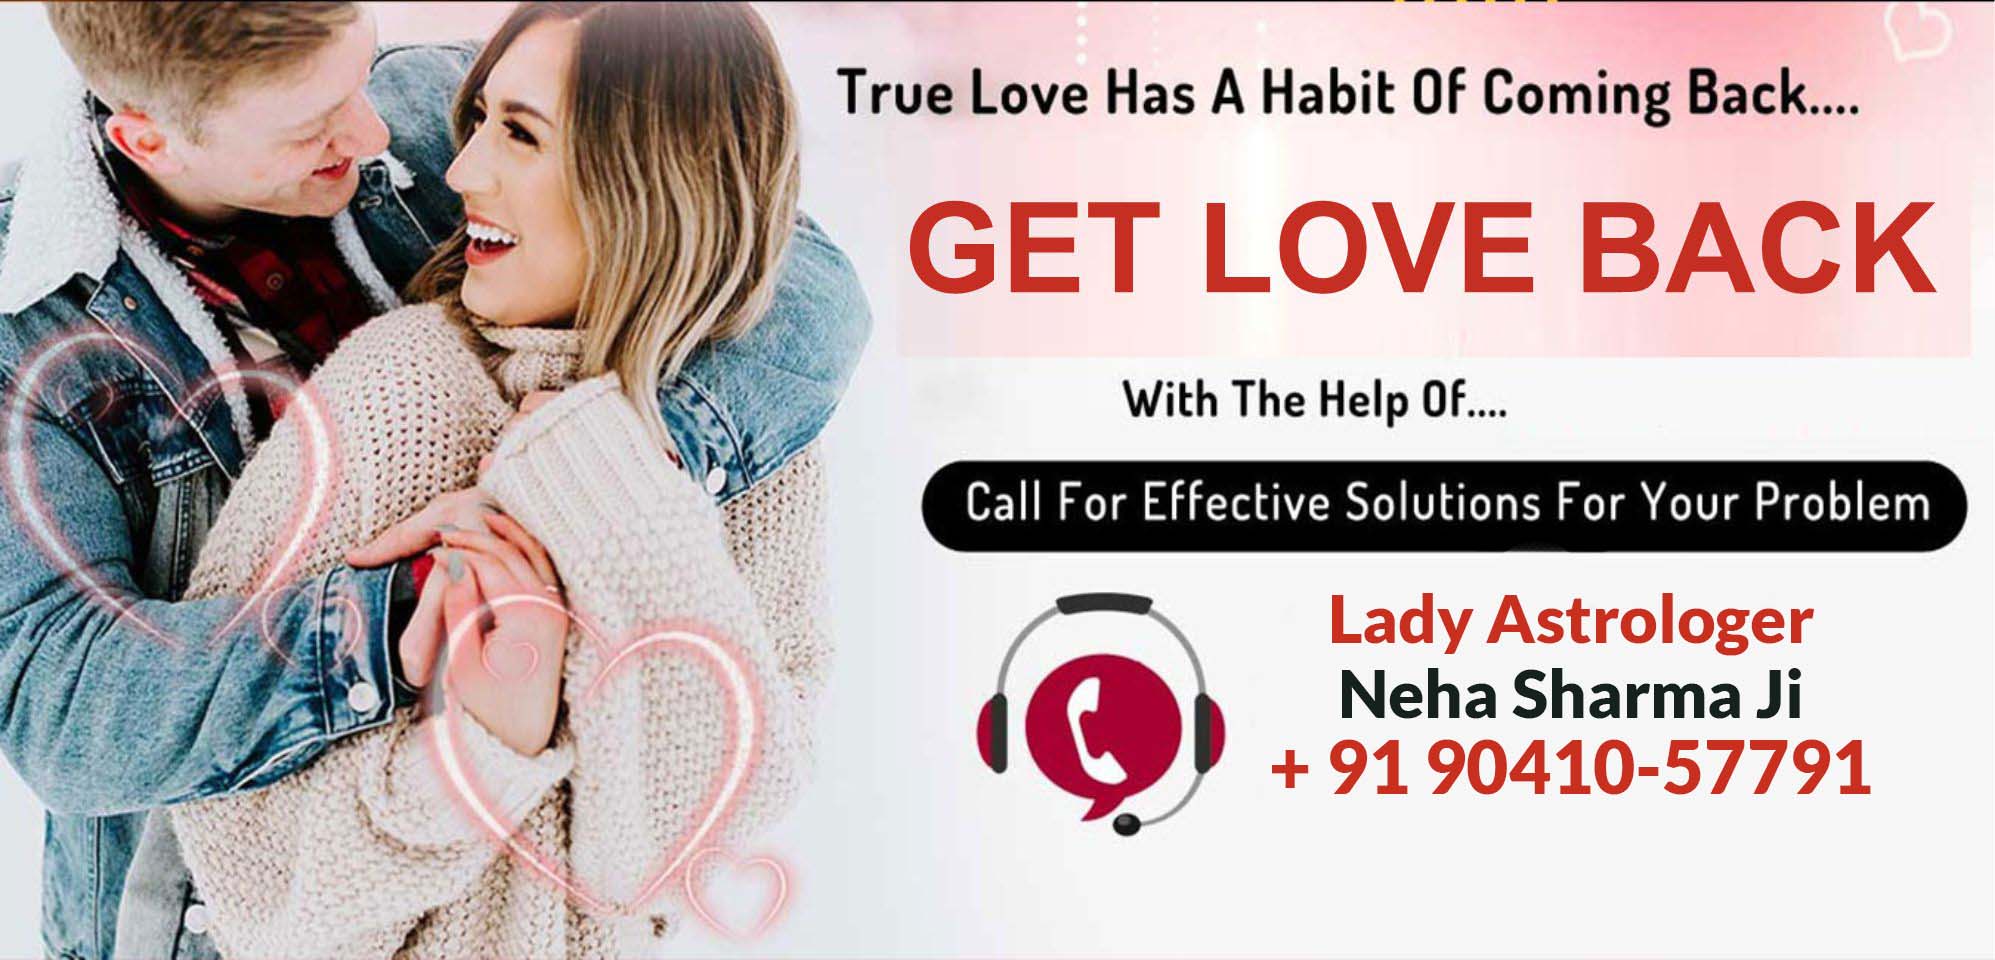 True Love Has A Habit Of Coming Back....
GET LOVE BACK
With The Help Of....
Call For Effective Solutions For Your Problem
Lady Astrologer
Neha Sharma Ji
+ 91 90410-57791